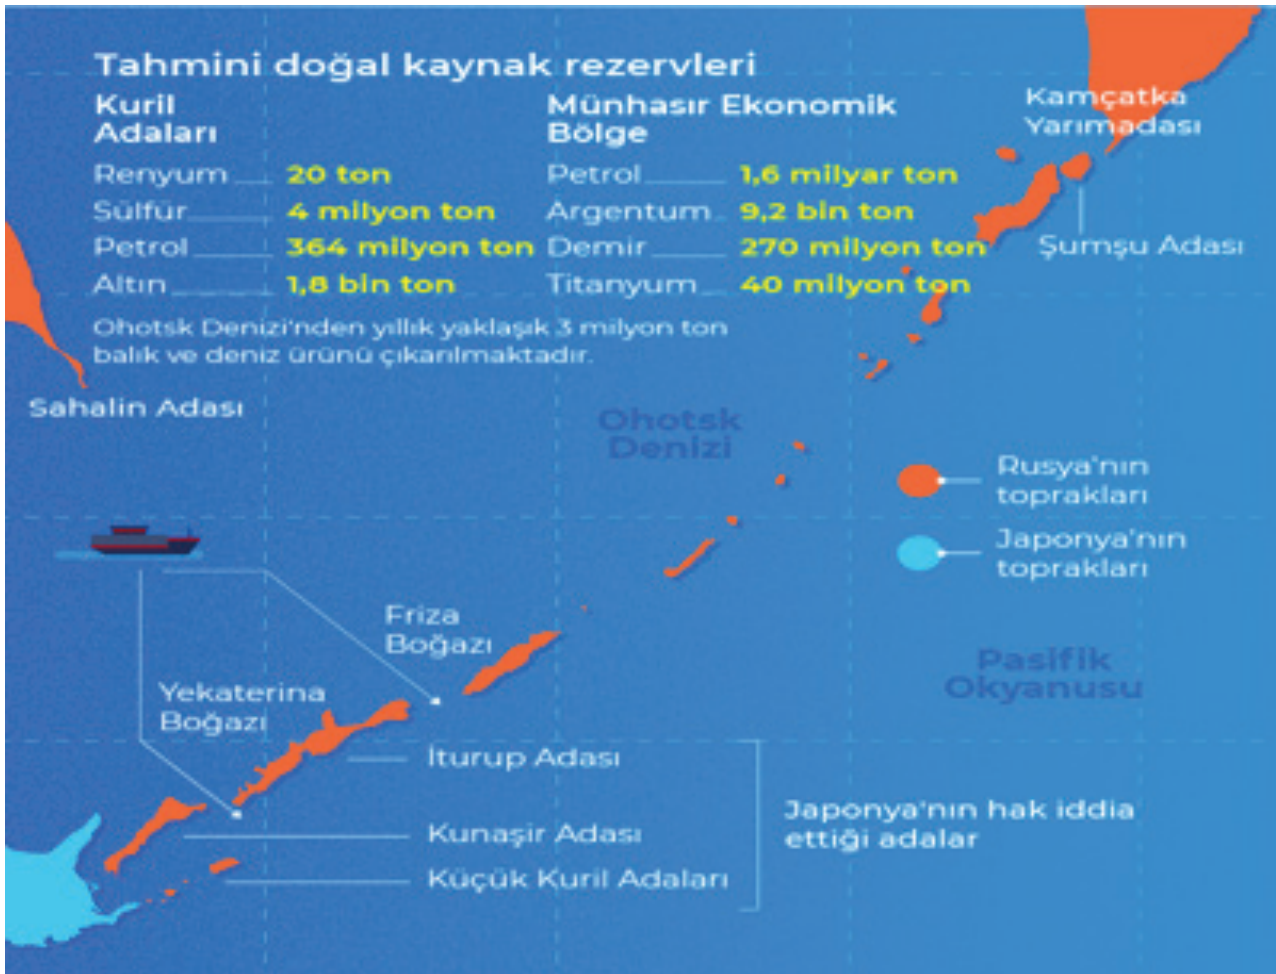 Tahmini doğal kaynak rezervleri
Kuril
Adaları
Renyum 20 ton
Sülfür 4 milyon ton
Petrol 364 milyon ton
Altın 1,8 bin ton
Münhasır Ekonomik
Bölge
Petrol 1,6 milyar ton
Argentum 9,2 bin ton
Demir 270 milyon ton
Titanyum 40 milyon ton
Ohotsk Denizi'nden yıllık yaklaşık 3 milyon ton
balık ve deniz ürünü çıkarılmaktadır.
Kamçatka
Yarımadası
Şumşu Adası
Sahalin Adası
Ohotsk
Denizi
Rusya'nın
toprakları
Japonya'nın
toprakları
Friza
Boğazı
Pasifik
Okyanusu
Yekaterina
Boğazı
İturup Adası
Kunaşir Adası
Küçük Kuril Adaları
Japonya'nın hak iddia
ettiği adalar